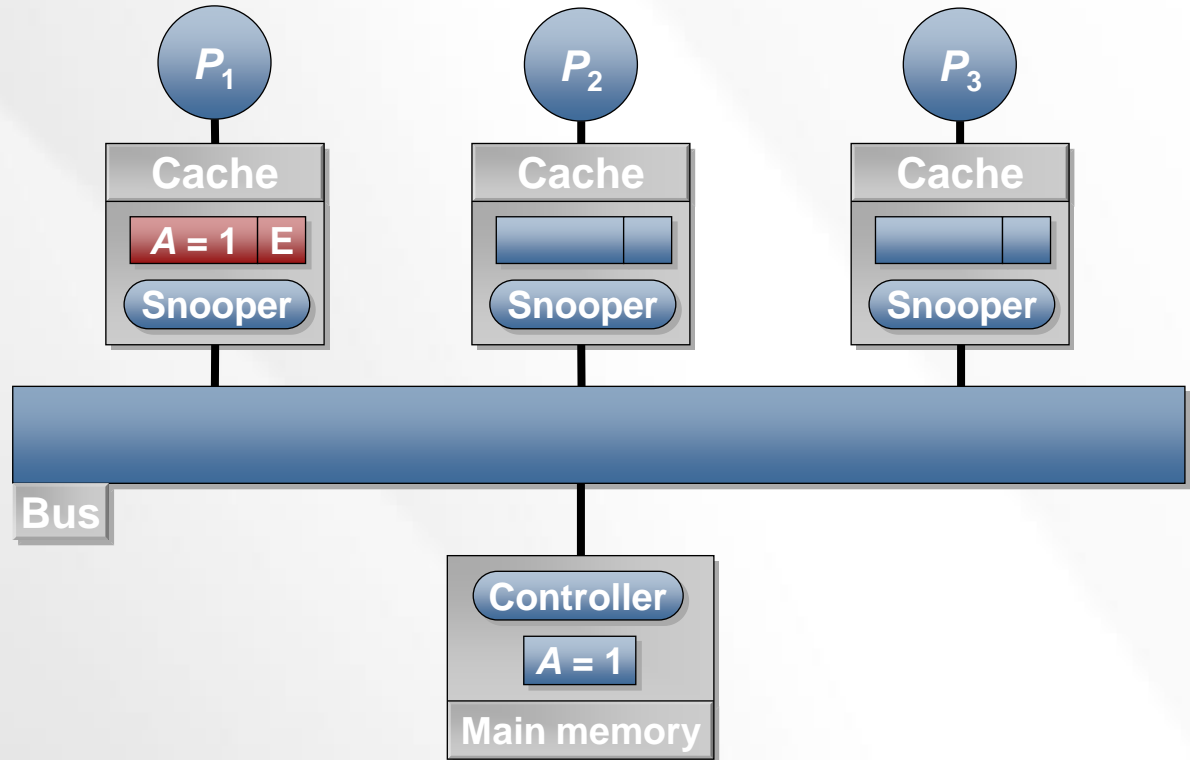 P1
P2
P3
Cache
Cache
Cache
A = 1 E
Snooper
Snooper
Snooper
Bus
Controller
A = 1
Main memory